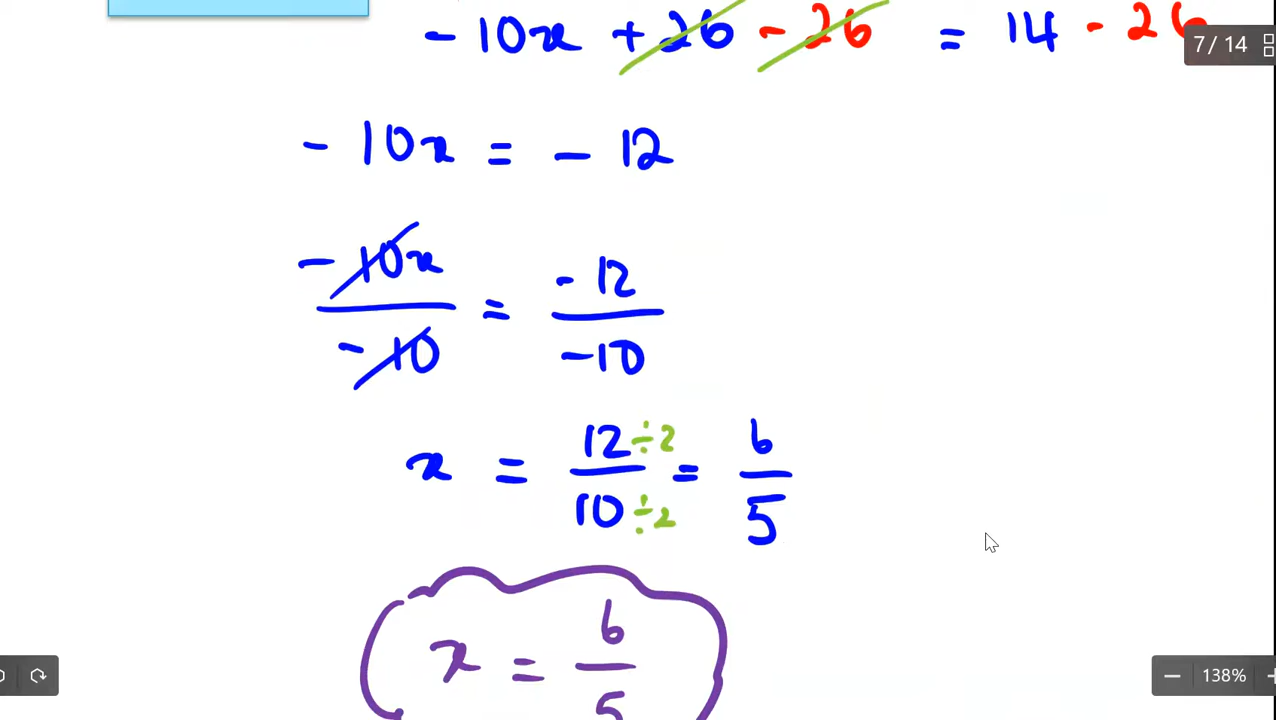 - 10x + 26 - 26 = 14 - 26
7 / 14
- 10x = - 12
- 10x / - 10 = - 12 / - 10
x = 12 ÷2 / 10 ÷2 = 6 / 5
x = 6 / 5
138%